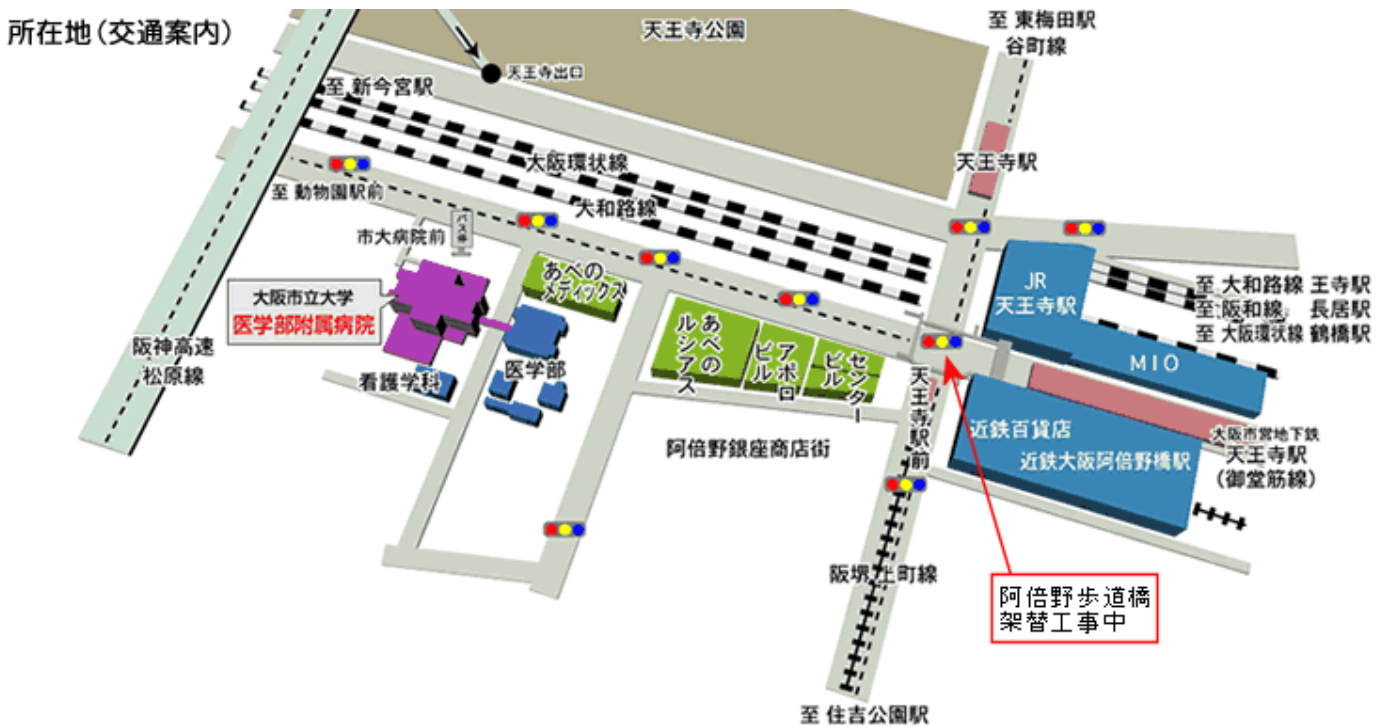 所在地(交通案内)
至 東梅田駅
谷町線
天王寺公園
天王寺出口
至 新今宮駅
大阪環状線
天王寺駅
至 動物園駅前
大和路線
市大病院前
バス停
あべの
メディックス
大阪市立大学
医学部附属病院
JR
天王寺駅
至 大和路線 王寺駅
至 阪和線 長居駅
至 大阪環状線 鶴橋駅
阪神高速
松原線
看護学科
医学部
あべの
ルシアス
アポロ
ビル
センター
ビル
天王寺駅前
MIO
近鉄百貨店
近鉄大阪阿倍野橋駅
大阪市営地下鉄
天王寺駅
(御堂筋線)
阿倍野銀座商店街
阪堺 上町線
阿倍野歩道橋
架替工事中
至 住吉公園駅